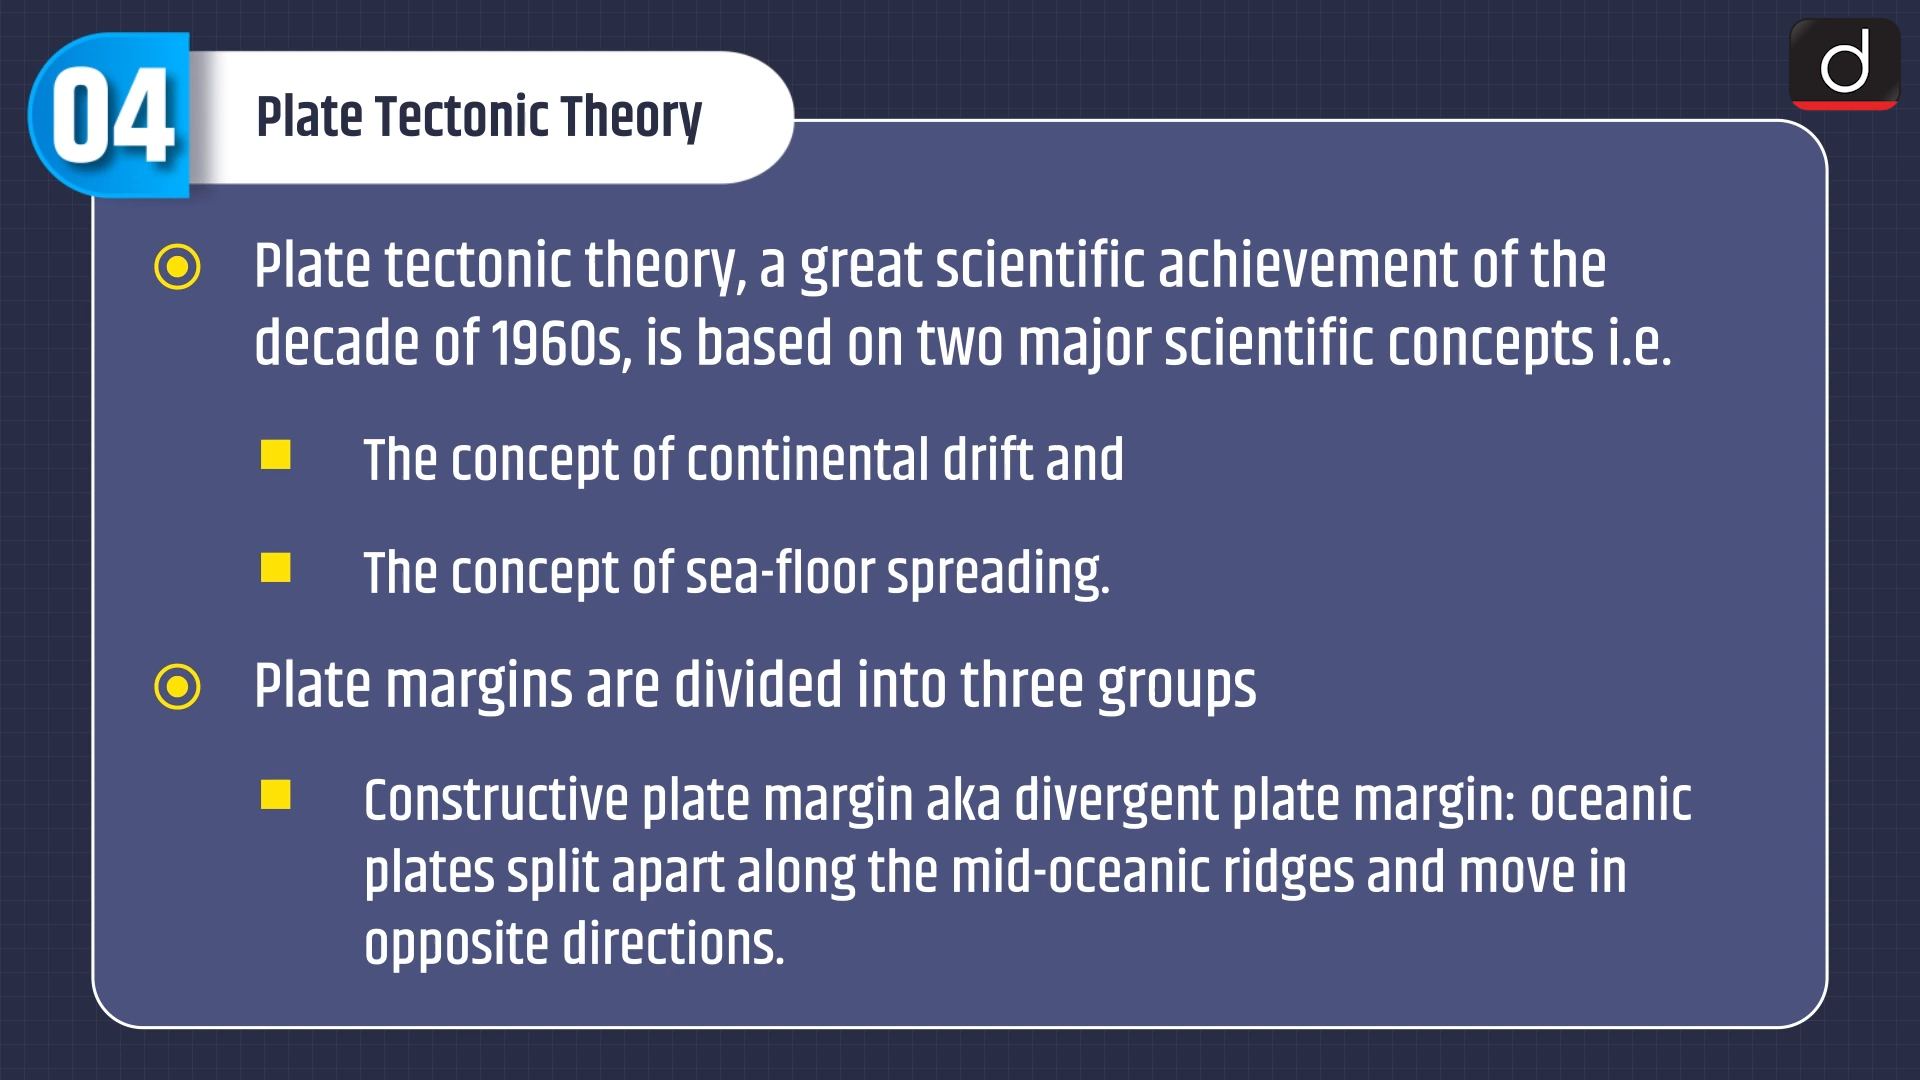 04
Plate Tectonic Theory
d
Plate tectonic theory, a great scientific achievement of the
decade of 1960s, is based on two major scientific concepts i.e.
The concept of continental drift and
The concept of sea-floor spreading.
Plate margins are divided into three groups
Constructive plate margin aka divergent plate margin: oceanic
plates split apart along the mid-oceanic ridges and move in
opposite directions.